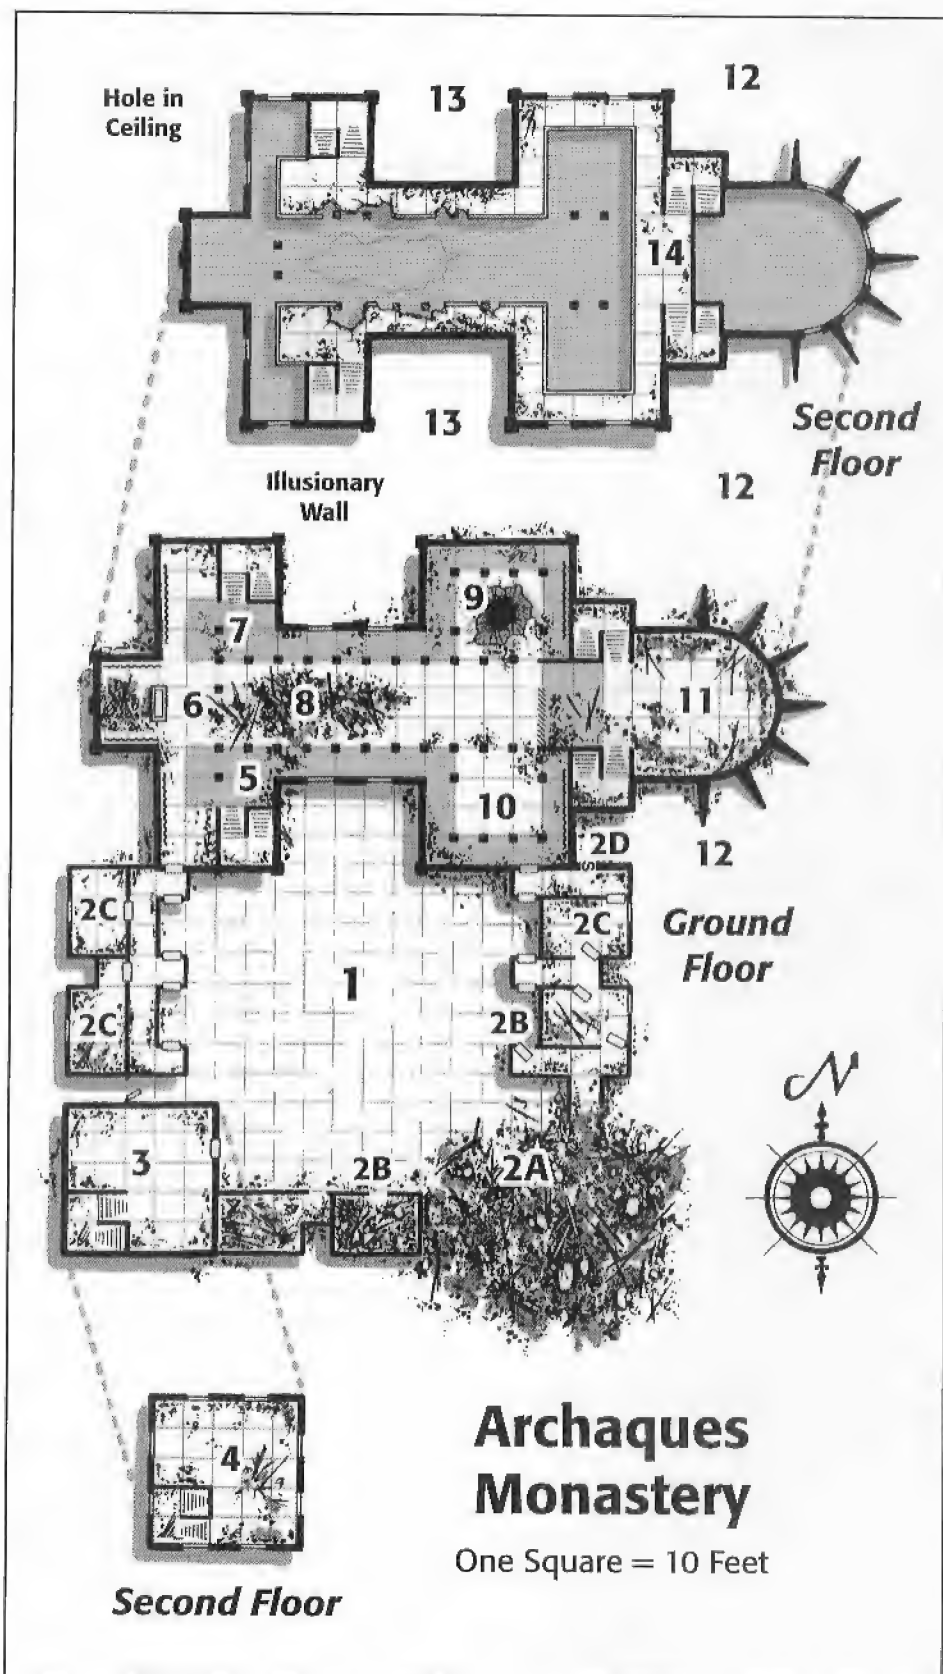 12
13
Hole in
Ceiling
14
Second
Floor
13
12
Illusionary
Wall
9
7
6
8
11
5
10
2D
12
2C
2C
Ground
Floor
1
2C
2B
N
3
2B
2A
4
Archaques
Monastery
One Square = 10 Feet
Second Floor
S